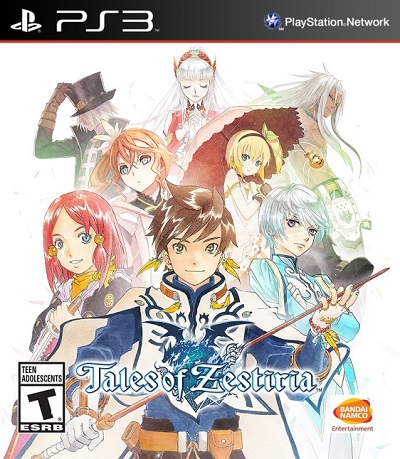 PS3
PlayStation®Network
TEEN
ADOLESCENTS
T
ESRB
Tales of Zestiria
BANDAI
NAMCO
Entertainment